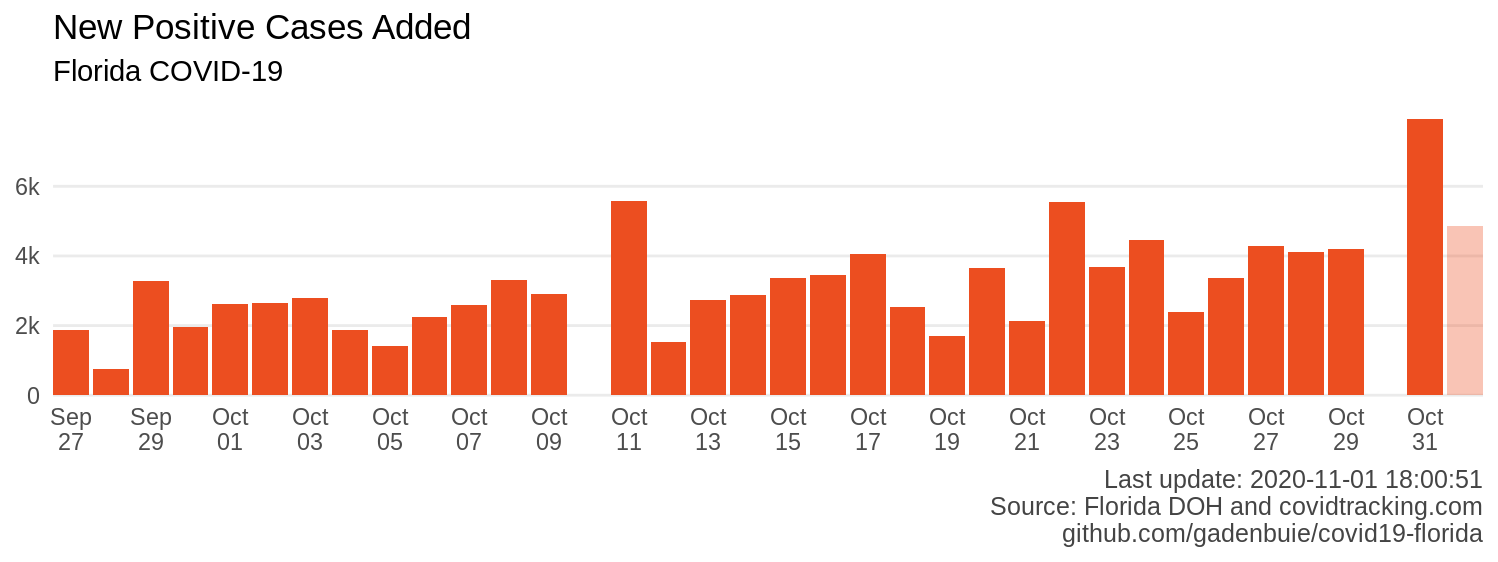 New Positive Cases Added
Florida COVID-19
6k
4k
2k
0
Sep Sep Oct Oct Oct Oct Oct Oct Oct Oct Oct Oct Oct Oct Oct Oct Oct Oct
27 29 01 03 05 07 09 11 13 15 17 19 21 23 25 27 29 31
Last update: 2020-11-01 18:00:51
Source: Florida DOH and covidtracking.com
github.com/gadenbuie/covid19-florida